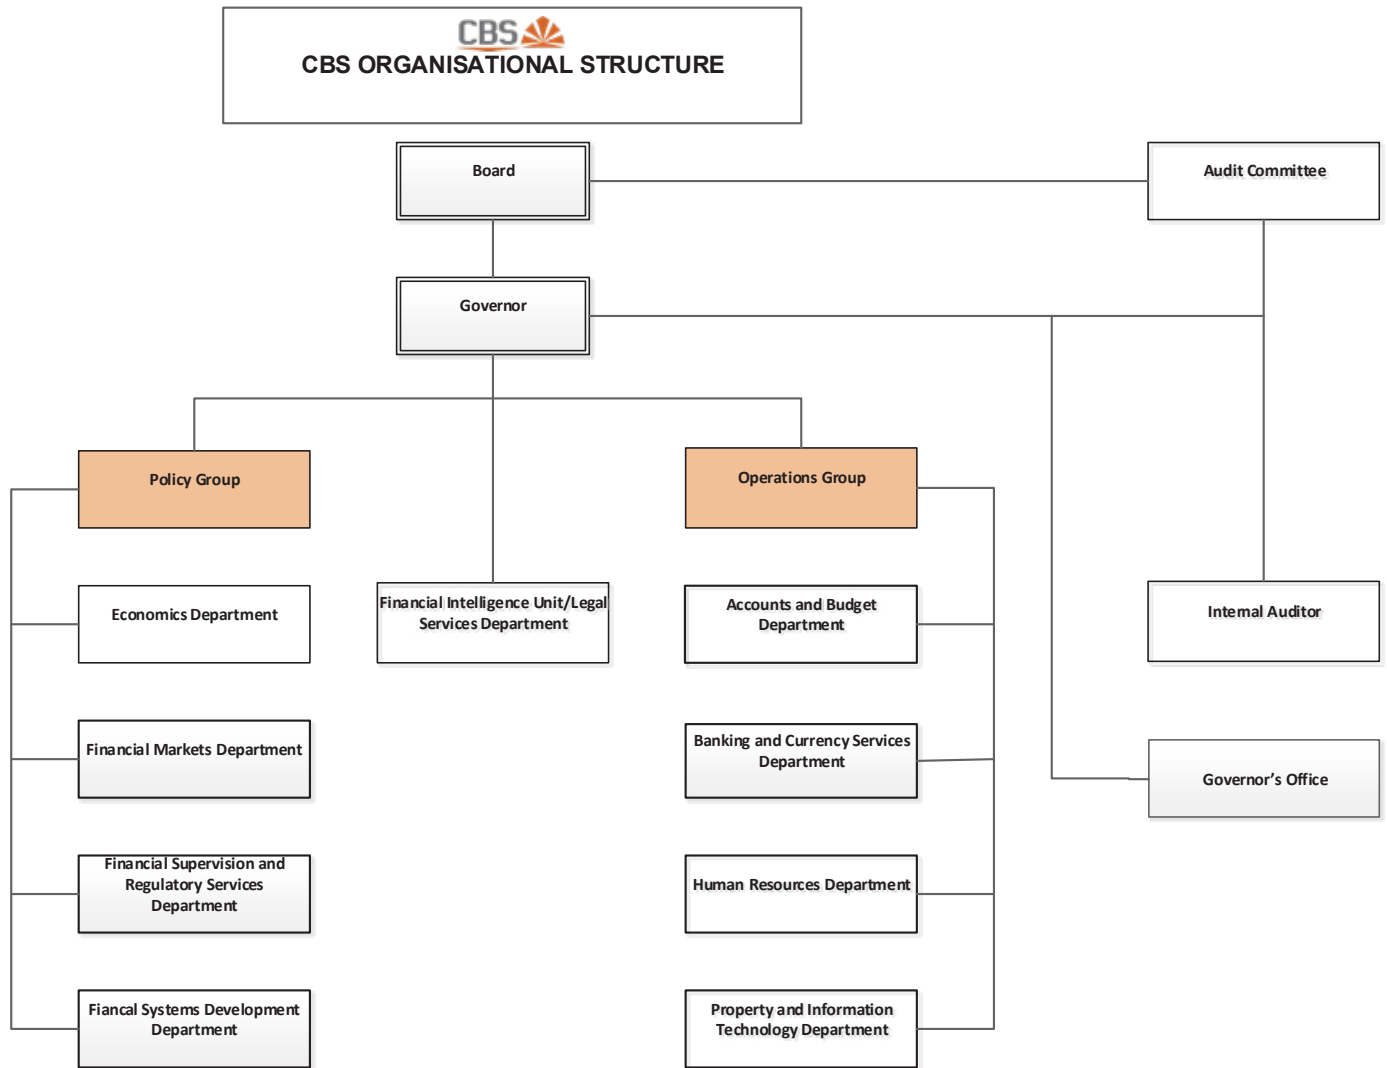 CBS
CBS ORGANISATIONAL STRUCTURE
Board
Audit Committee
Governor
Policy Group
Operations Group
Economics Department
Financial Intelligence Unit/Legal
Services Department
Accounts and Budget
Department
Internal Auditor
Financial Markets Department
Banking and Currency Services
Department
Governor's Office
Financial Supervision and
Regulatory Services
Department
Human Resources Department
Fiancal Systems Development
Department
Property and Information
Technology Department